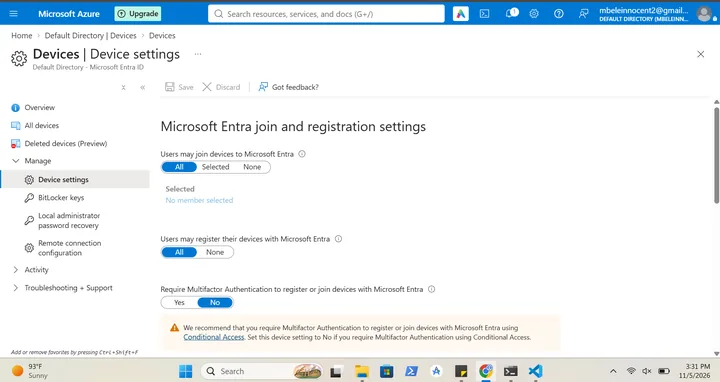 Microsoft Azure
Upgrade
Search resources, services, and docs (G+/)
1
mbeleinnocent2@gmail....
DEFAULT DIRECTORY (MBELEINNOC...
Home > Default Directory | Devices > Devices
Devices | Device settings ...
Default Directory - Microsoft Entra ID
Save
Discard
Got feedback?
Overview
All devices
Deleted devices (Preview)
Manage
Device settings
BitLocker keys
Local administrator
password recovery
Remote connection
configuration
Activity
Troubleshooting + Support
Add or remove favorites by pressing Ctrl+Shift+F
Microsoft Entra join and registration settings
Users may join devices to Microsoft Entra
All Selected None
Selected
No member selected
Users may register their devices with Microsoft Entra
All None
Require Multifactor Authentication to register or join devices with Microsoft Entra
Yes No
We recommend that you require Multifactor Authentication to register or join devices with Microsoft Entra using
Conditional Access. Set this device setting to No if you require Multifactor Authentication using Conditional Access.
93°F
Sunny
Search
3:31 PM
11/5/2026